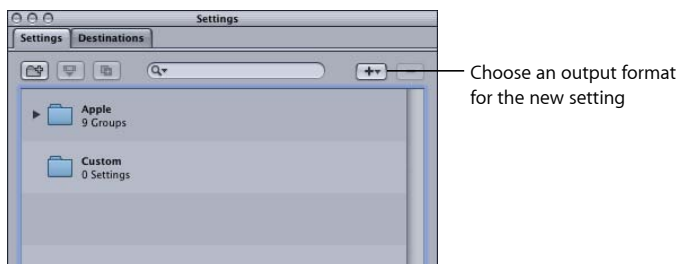 Settings
Settings Destinations
Choose an output format
for the new setting
Apple
9 Groups
Custom
0 Settings